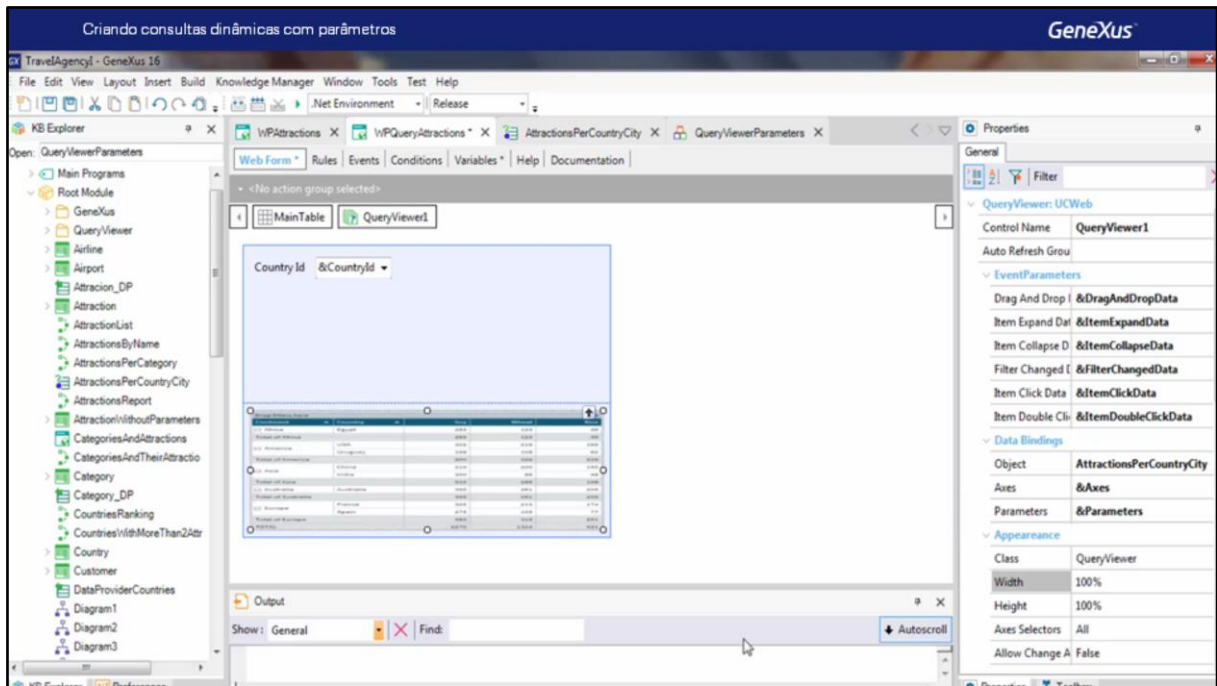 Criando consultas dinâmicas com parâmetros
GeneXus
TravelAgency1 - GeneXus 16
File Edit View Layout Insert Build Knowledge Manager Window Tools Test Help
.Net Environment Release
KB Explorer
Open: QueryViewerParameters
Main Programs
Root Module
GeneXus
QueryViewer
Airline
Airport
Attracion_DP
Attraction
AttractionList
AttractionsByName
AttractionsPerCategory
AttractionsPerCountryCity
AttractionsReport
AttractionWithoutParameters
CategoriesAndAttractions
CategoriesAndTheirAttractio
Category
Category_DP
CountriesRanking
CountriesWithMoreThan2Attr
Country
Customer
DataProviderCountries
Diagram1
Diagram2
Diagram3
WPAttractions X WPQueryAttractions * X AttractionsPerCountryCity X QueryViewerParameters X
Web Form * Rules Events Conditions Variables * Help Documentation
<No action group selected>
MainTable QueryViewer1
Country Id &CountryId
Output
Show: General Find: Autoscroll
Properties
General
Filter
QueryViewer: UCWeb
Control Name QueryViewer1
Auto Refresh Grou
EventParameters
Drag And Drop &DragAndDropData
Item Expand Dat &ItemExpandData
Item Collapse D &ItemCollapseData
Filter Changed &FilterChangedData
Item Click Data &ItemClickData
Item Double Cli &ItemDoubleClickData
Data Bindings
Object AttractionsPerCountryCity
Axes &Axes
Parameters &Parameters
Appeareance
Class QueryViewer
Width 100%
Height 100%
Axes Selectors All
Allow Change A False